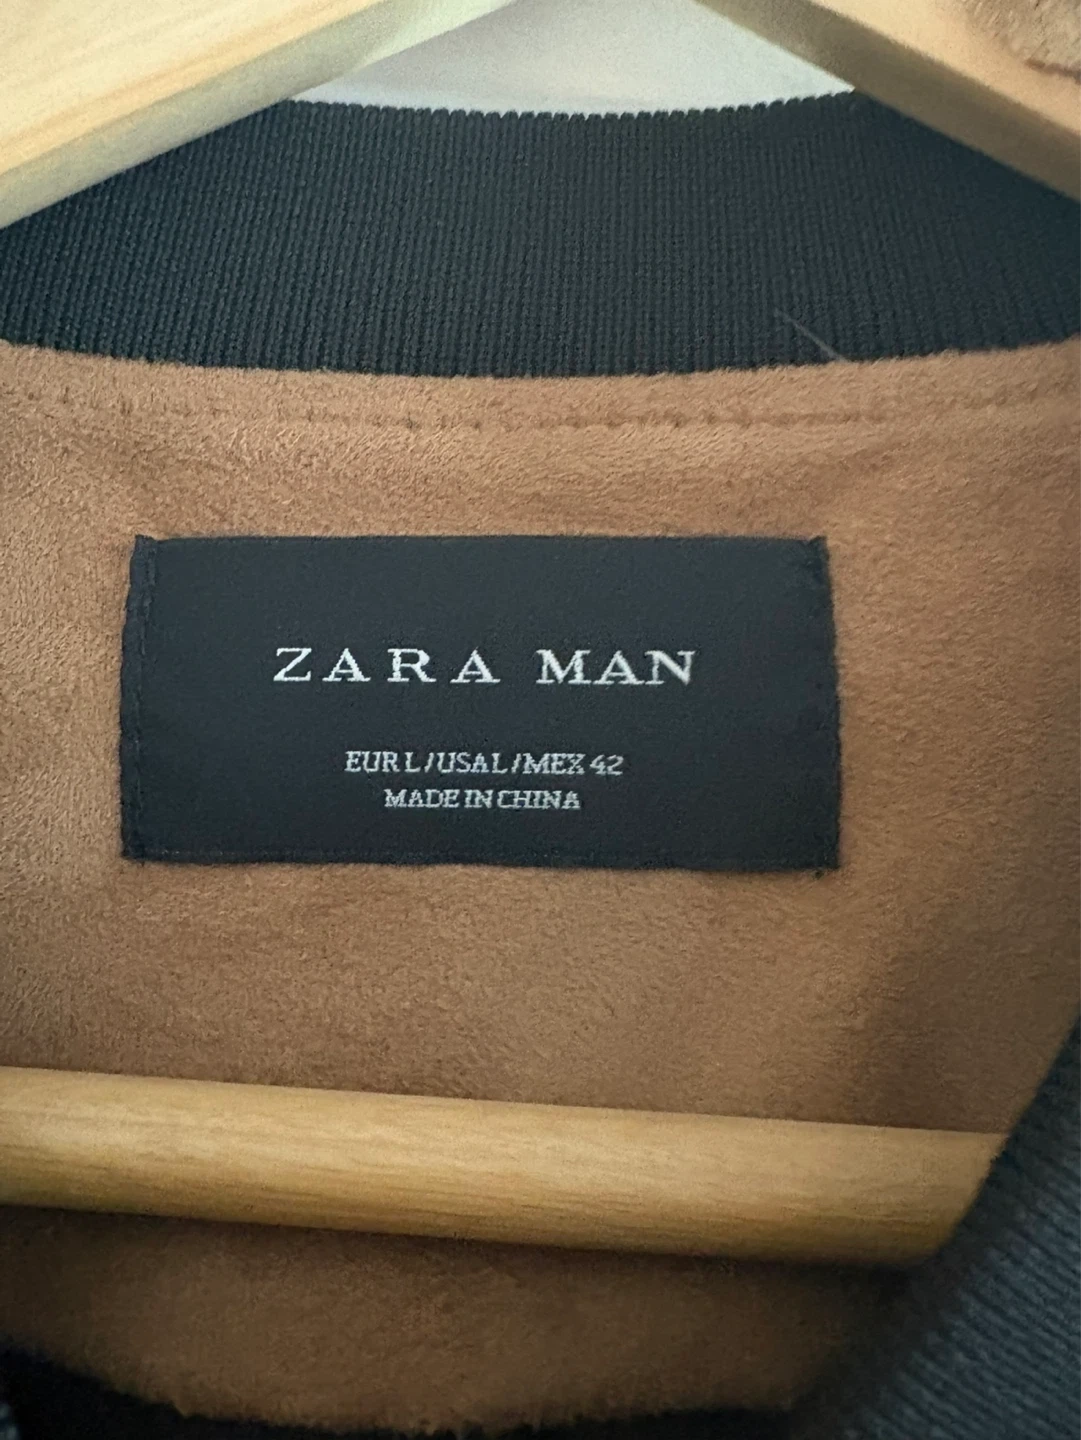 ZARA MAN
EUR L/USA L/MEX 42
MADE IN CHINA